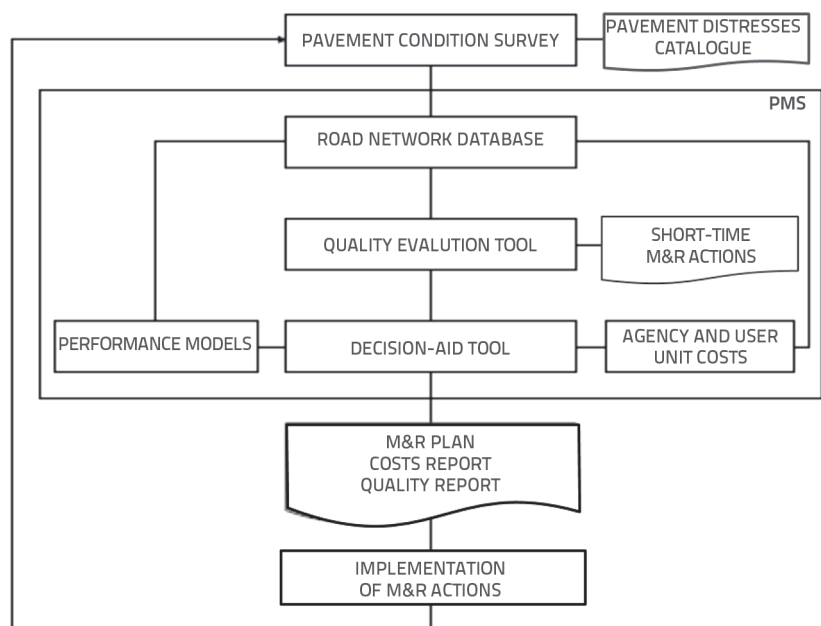 PAVEMENT CONDITION SURVEY
PAVEMENT DISTRESSES
CATALOGUE
PMS
ROAD NETWORK DATABASE
QUALITY EVALUTION TOOL
SHORT-TIME
M&R ACTIONS
PERFORMANCE MODELS
DECISION-AID TOOL
AGENCY AND USER
UNIT COSTS
M&R PLAN
COSTS REPORT
QUALITY REPORT
IMPLEMENTATION
OF M&R ACTIONS